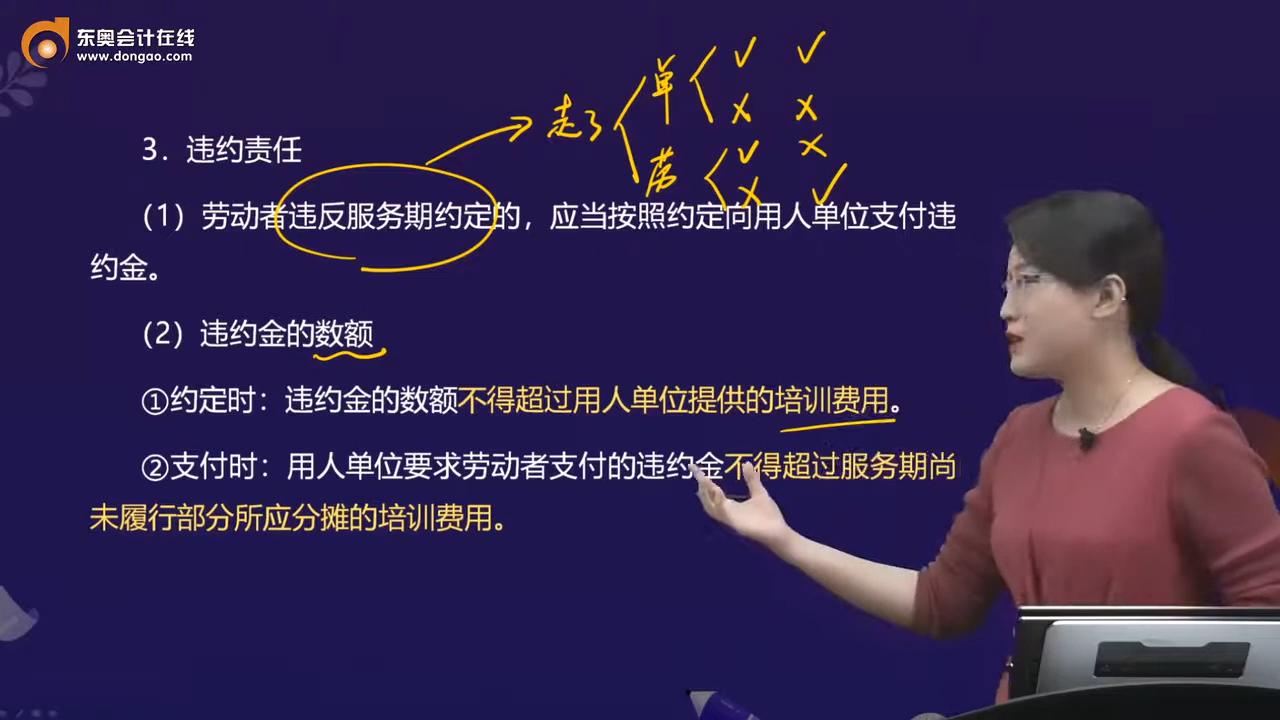 东奥会计在线
www.dongao.com
走了
单 ✓ ✓
× ×
劳 ✓ ×
× ✓
3. 违约责任
（1）劳动者违反服务期约定的，应当按照约定向用人单位支付违
约金。
（2）违约金的数额
①约定时：违约金的数额不得超过用人单位提供的培训费用。
②支付时：用人单位要求劳动者支付的违约金不得超过服务期尚
未履行部分所应分摊的培训费用。